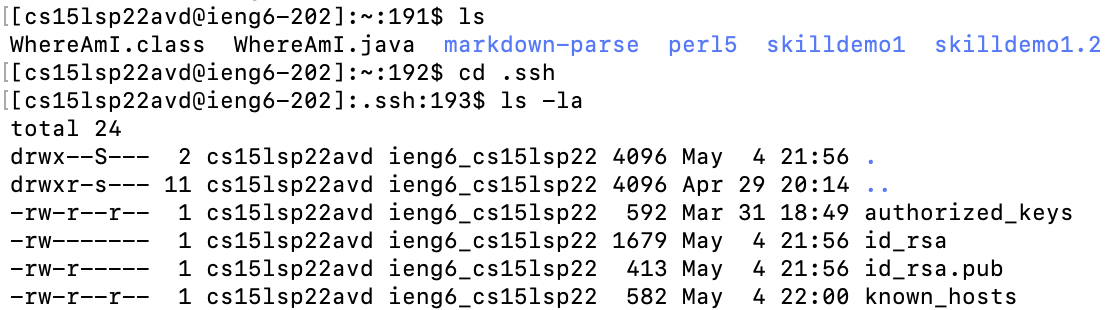 [[cs15lsp22avd@ieng6-202]:~:191$ ls
WhereAmI.class  WhereAmI.java  markdown-parse  perl5  skilldemo1  skilldemo1.2
[[cs15lsp22avd@ieng6-202]:~:192$ cd .ssh
[[cs15lsp22avd@ieng6-202]:.ssh:193$ ls -la
total 24
drwx--S---  2 cs15lsp22avd ieng6_cs15lsp22 4096 May  4 21:56 .
drwxr-s--- 11 cs15lsp22avd ieng6_cs15lsp22 4096 Apr 29 20:14 ..
-rw-r--r--  1 cs15lsp22avd ieng6_cs15lsp22  592 Mar 31 18:49 authorized_keys
-rw-------  1 cs15lsp22avd ieng6_cs15lsp22 1679 May  4 21:56 id_rsa
-rw-r-----  1 cs15lsp22avd ieng6_cs15lsp22  413 May  4 21:56 id_rsa.pub
-rw-r--r--  1 cs15lsp22avd ieng6_cs15lsp22  582 May  4 22:00 known_hosts